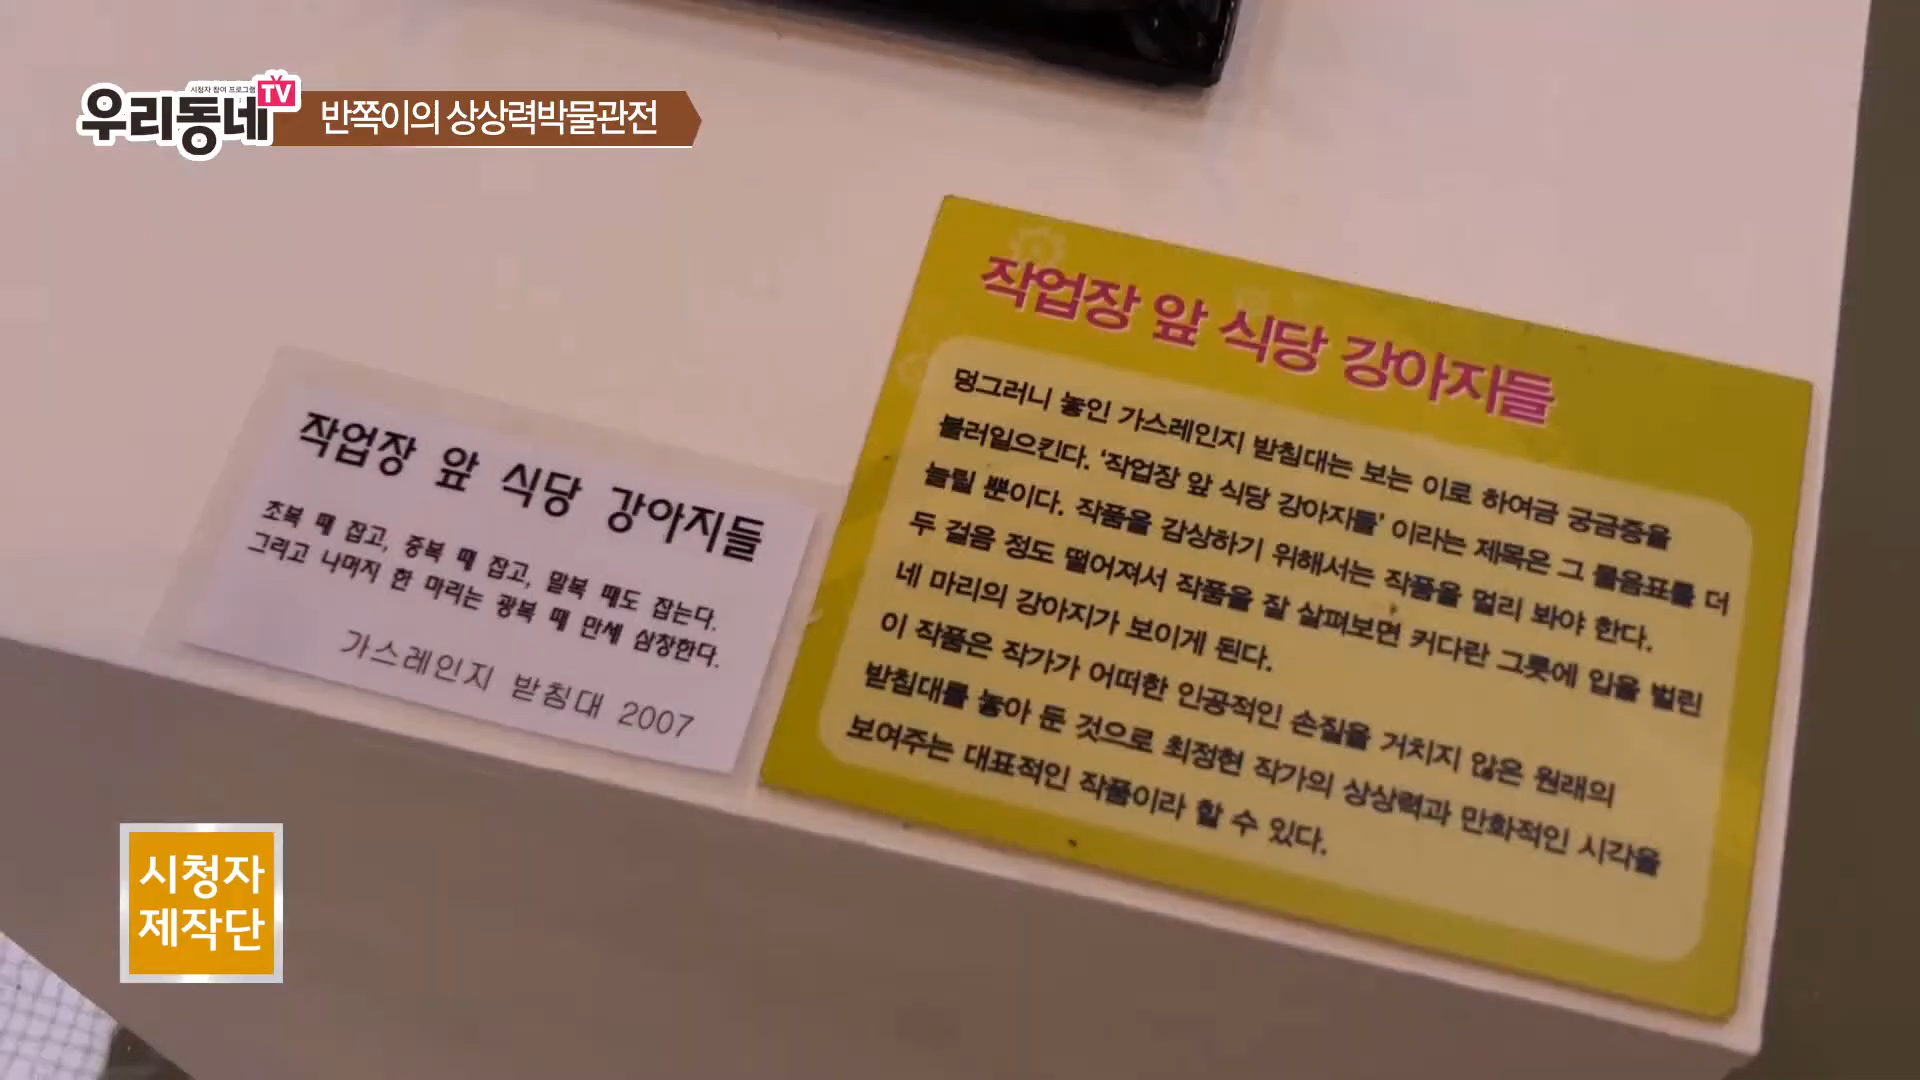 시청자 참여 프로그램
우리동네 TV
반쪽이의 상상력박물관전
작업장 앞 식당 강아지들
초복 때 잡고, 중복 때 잡고, 말복 때도 잡는다.
그리고 나머지 한 마리는 광복 때 만세 삼창한다.
가스레인지 받침대 2007
작업장 앞 식당 강아지들
덩그러니 놓인 가스레인지 받침대는 보는 이로 하여금 궁금증을
불러일으킨다. '작업장 앞 식당 강아지들' 이라는 제목은 그 물음표를 더
늘릴 뿐이다. 작품을 감상하기 위해서는 작품을 멀리 봐야 한다.
두 걸음 정도 떨어져서 작품을 잘 살펴보면 커다란 그릇에 입을 벌린
네 마리의 강아지가 보이게 된다.
이 작품은 작가가 어떠한 인공적인 손질을 거치지 않은 원래의
받침대를 놓아 둔 것으로 최정현 작가의 상상력과 만화적인 시각을
보여주는 대표적인 작품이라 할 수 있다.
시청자
제작단